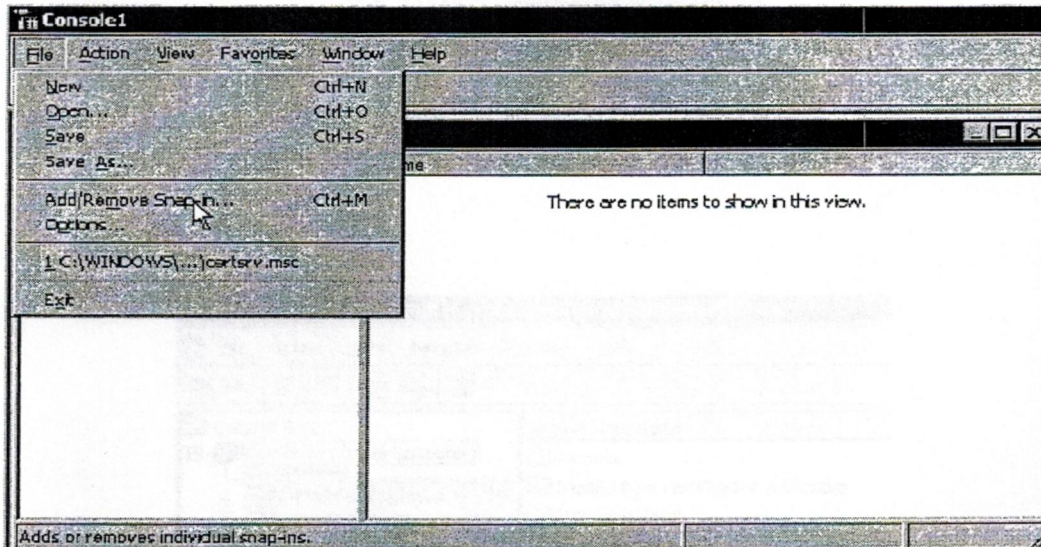 Console1
File Action View Favorites Window Help
New Ctrl+N
Open... Ctrl+O
Save Ctrl+S
Save As...
Add/Remove Snap-in... Ctrl+M
Options...
1 C:\WINDOWS\...\certsrv.msc
Exit
me
There are no items to show in this view.
Adds or removes individual snap-ins.